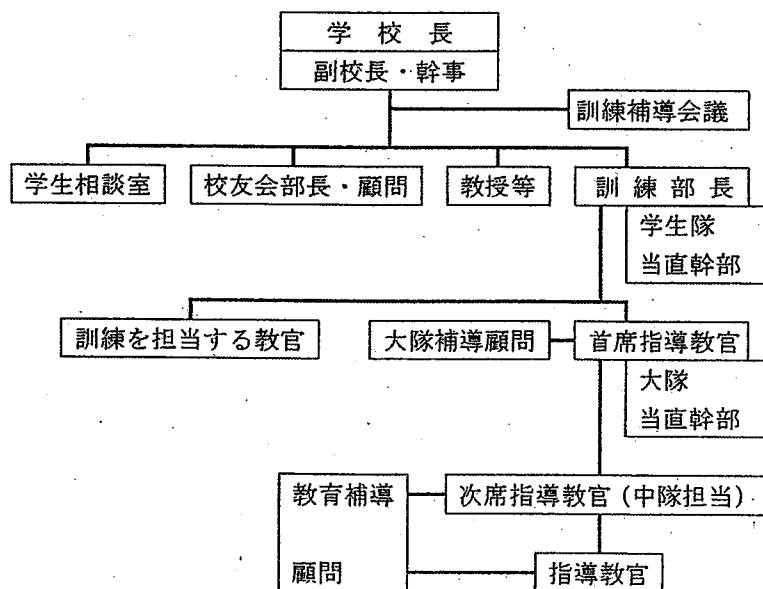 学校長
副校長・幹事
訓練補導会議
学生相談室
校友会部長・顧問
教授等
訓練部長
学生隊
当直幹部
訓練を担当する教官
大隊補導顧問
首席指導教官
大隊
当直幹部
教育補導
次席指導教官(中隊担当)
顧問
指導教官